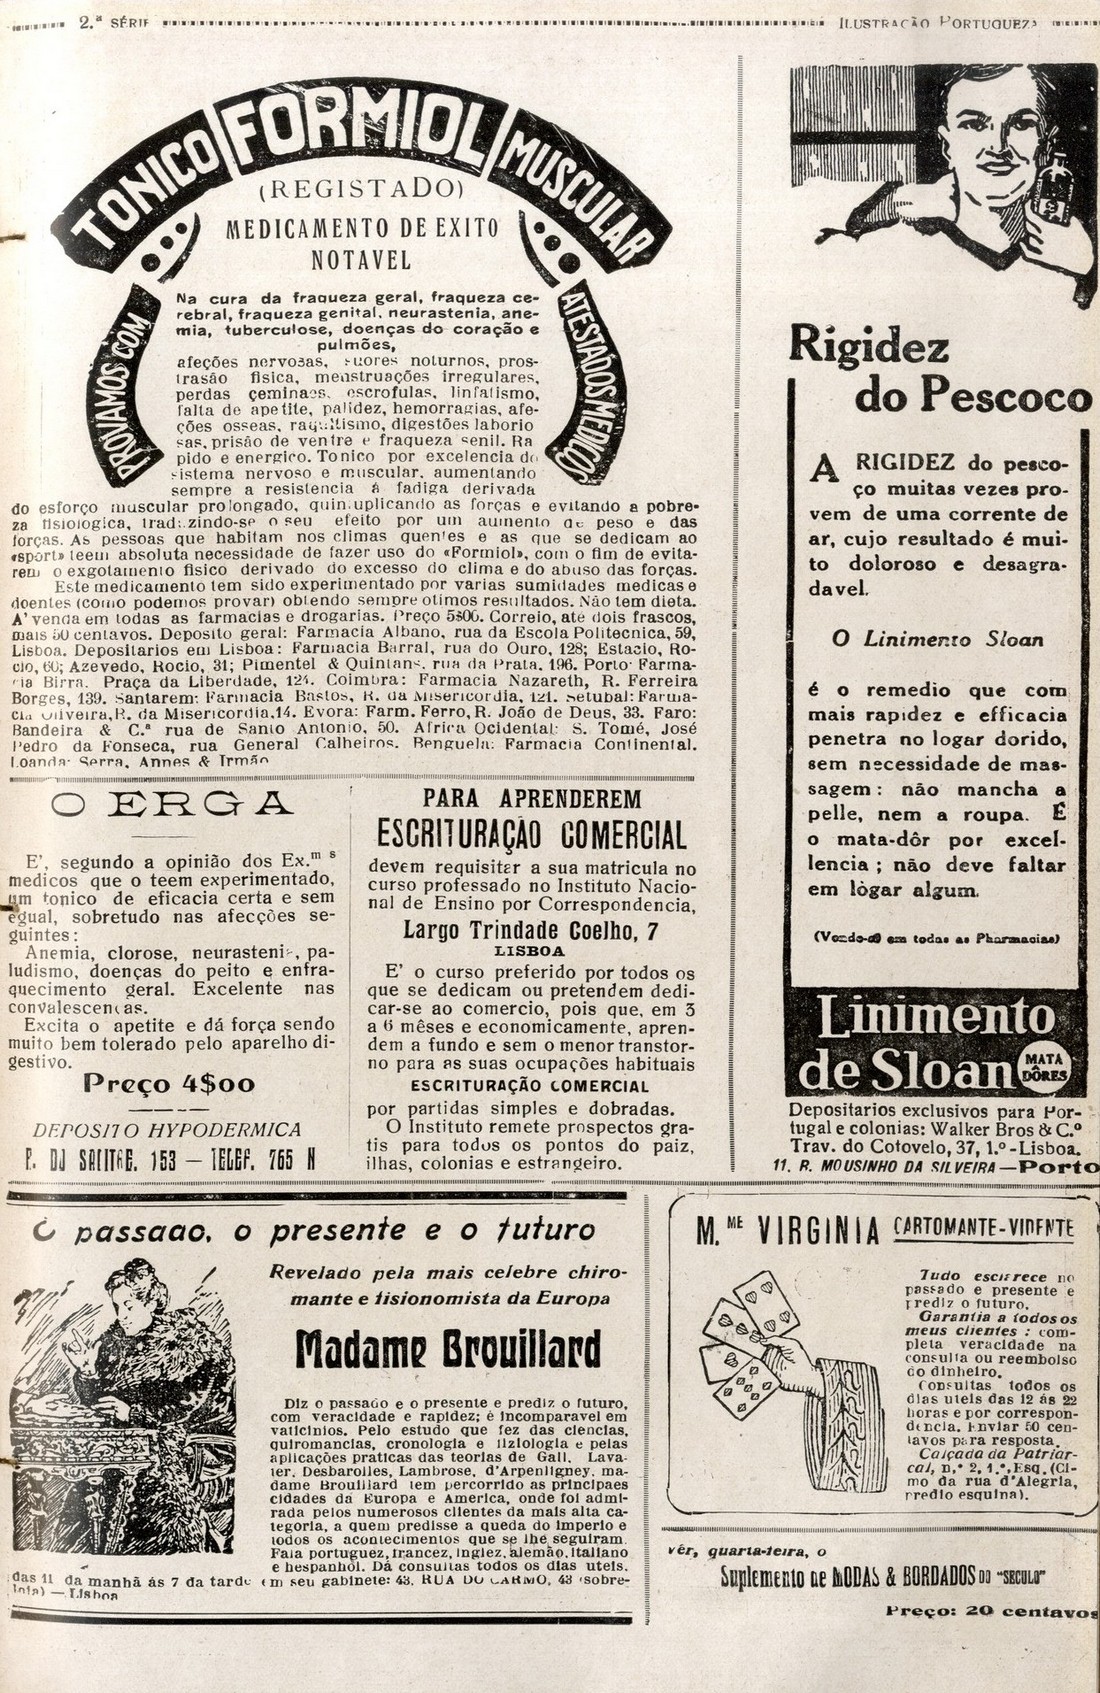 2.ª SÉRIE
ILUSTRAÇÃO PORTUGUEZA
TONICO FORMIOL MUSCULAR
(REGISTADO)
MEDICAMENTO DE EXITO
NOTAVEL
PROVAMOS COM
ATESTADOS MEDICOS
Na cura da fraqueza geral, fraqueza ce-
rebral, fraqueza genital, neurastenia, ane-
mia, tuberculose, doenças do coração e
pulmões,
afeções nervosas, suores noturnos, pros-
trasão fisica, menstruações irregulares,
perdas çeminaes, escrofulas, linfatismo,
falta de apetite, palidez, hemorragias, afe-
ções osseas, raquitismo, digestões laborio
sas, prisão de ventre e fraqueza senil. Ra
pido e energico. Tonico por excelencia do
sistema nervoso e muscular, aumentando
sempre a resistencia á fadiga derivada
do esforço muscular prolongado, quintuplicando as forças e evitando a pobre-
za fisiologica, traduzindo-se o seu efeito por um aumento de peso e das
forças. As pessoas que habitam nos climas quentes e as que se dedicam ao
«sport» teem absoluta necessidade de fazer uso do «Formiol», com o fim de evita-
rem o exgotamento fisico derivado do excesso do clima e do abuso das forças.
Este medicamento tem sido experimentado por varias sumidades medicas e
doentes (como podemos provar) obtendo sempre otimos resultados. Não tem dieta.
A' venda em todas as farmacias e drogarias. Preço 5$00. Correio, até dois frascos,
mais 50 centavos. Deposito geral: Farmacia Albano, rua da Escola Politecnica, 59,
Lisboa. Depositarios em Lisboa: Farmacia Barral, rua do Ouro, 128; Estacio, Ro-
cio, 60; Azevedo, Rocio, 31; Pimentel & Quintans, rua da Prata, 196. Porto: Farma-
cia Birra, Praça da Liberdade, 124. Coimbra: Farmacia Nazareth, R. Ferreira
Borges, 139. Santarem: Farmacia Bastos, R. da Misericordia, 121. Setubal: Farma-
cia Oliveira, R. da Misericordia, 14. Evora: Farm. Ferro, R. João de Deus, 33. Faro:
Bandeira & C.ª rua de Santo Antonio, 50. Africa Ocidental: S. Tomé, José
Pedro da Fonseca, rua General Calheiros. Benguela: Farmacia Continental.
Loanda: Serra, Annes & Irmão
O ERGA
E', segundo a opinião dos Ex.mos
medicos que o teem experimentado,
um tonico de eficacia certa e sem
egual, sobretudo nas afecções se-
guintes:
Anemia, clorose, neurastenia, pa-
ludismo, doenças do peito e enfra-
quecimento geral. Excelente nas
convalescencas.
Excita o apetite e dá força sendo
muito bem tolerado pelo aparelho di-
gestivo.
Preço 4$00
DEPOSITO HYPODERMICA
153 — TELEF. 765 N
PARA APRENDEREM
ESCRITURAÇÃO COMERCIAL
devem requisitar a sua matricula no
curso professado no Instituto Nacio-
nal de Ensino por Correspondencia,
Largo Trindade Coelho, 7
LISBOA
E' o curso preferido por todos os
que se dedicam ou pretendem dedi-
car-se ao comercio, pois que, em 3
a 6 mêses e economicamente, apren-
dem a fundo e sem o menor transtor-
no para as suas ocupações habituais
ESCRITURAÇÃO COMERCIAL
por partidas simples e dobradas.
O Instituto remete prospectos gra-
tis para todos os pontos do paiz,
ilhas, colonias e estrangeiro.
Rigidez
do Pescoco
A RIGIDEZ do pesco-
ço muitas vezes pro-
vem de uma corrente de
ar, cujo resultado é mui-
to doloroso e desagra-
davel.
O Linimento Sloan
é o remedio que com
mais rapidez e efficacia
penetra no logar dorido,
sem necessidade de mas-
sagem: não mancha a
pelle, nem a roupa. É
o mata-dôr por excel-
lencia; não deve faltar
em lògar algum.
(Vende-se em todas as Pharmacias)
Linimento
de Sloan
MATA
DÔRES
Depositarios exclusivos para Por-
tugal e colonias: Walker Bros & C.º
Trav. do Cotovelo, 37, 1.º-Lisboa.
11. R. MOUSINHO DA SILVEIRA—Porto
O passado, o presente e o futuro
Revelado pela mais celebre chiro-
mante e fisionomista da Europa
Madame Brouillard
Diz o passado e o presente e prediz o futuro,
com veracidade e rapidez; é incomparavel em
vaticinios. Pelo estudo que fez das ciencias,
quiromancias, cronologia e fiziologia e pelas
aplicações praticas das teorias de Gall, Lava-
ter, Desbarolles, Lambrose, d'Arpenligney, ma-
dame Brouillard tem percorrido as principaes
cidades da Europa e America, onde foi admi-
rada pelos numerosos clientes da mais alta ca-
tegoria, a quem predisse a queda do imperio e
todos os acontecimentos que se lhe seguiram.
Fala portuguez, francez, inglez, alemão, italiano
e hespanhol. Dá consultas todos os dias uteis.
das 11 da manhã ás 7 da tarde em seu gabinete: 43, RUA DO CARMO, 43 (sobre-
loja) — Lisboa
M.ME VIRGINIA CARTOMANTE-VIDENTE
Tudo esclarece no
passado e presente e
prediz o futuro.
Garantia a todos os
meus clientes: com-
pleta veracidade na
consulta ou reembolso
do dinheiro.
Consultas todos os
dias uteis das 12 ás 22
horas e por correspon-
dencia. Enviar 50 cen-
tavos para resposta.
Calçada da Patriar-
cal, n.º 2, 1.º, Esq. (Ci-
mo da rua d'Alegria,
predio esquina).
vêr, quarta-feira, o
Suplemento de MODAS & BORDADOS DO "SECULO"
Preço: 20 centavos